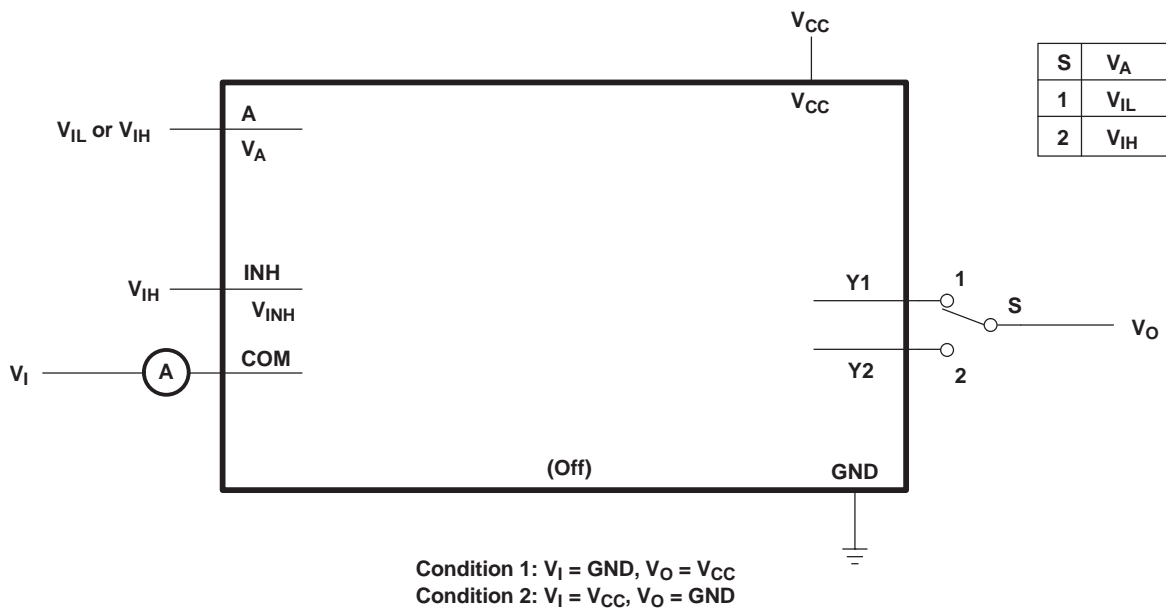 VCC
S VA
1 VIL
2 VIH
VCC
A
VIL or VIH
VA
INH
VIH
VINH
Y1
1
S
VO
COM
VI
A
Y2
2
(Off)
GND
Condition 1: VI = GND, VO = VCC
Condition 2: VI = VCC, VO = GND